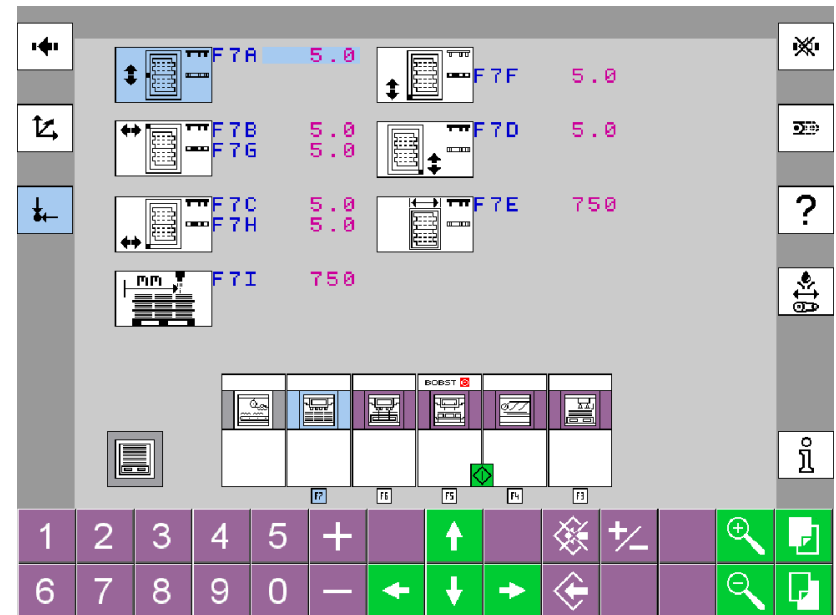 F7A 5.0
F7F 5.0
F7B 5.0
F7D 5.0
F7G 5.0
F7C 5.0
F7E 750
F7H 5.0
mm
F7I 750
?
BOBST
i
F7 F6 F5 F4 F3
1 2 3 4 5 + +/−
6 7 8 9 0 −